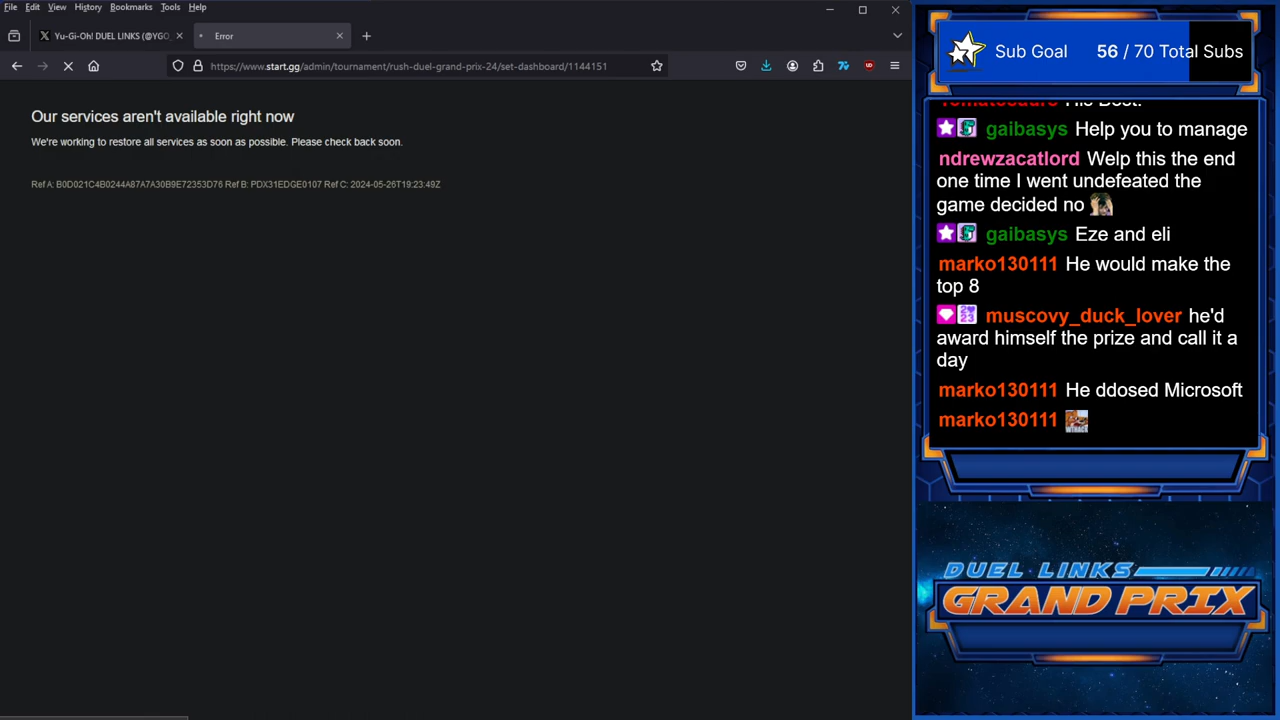 File Edit View History Bookmarks Tools Help
Yu-Gi-Oh! DUEL LINKS (@YGO_
Error
https://www.start.gg/admin/tournament/rush-duel-grand-prix-24/set-dashboard/1144151
Our services aren't available right now
We're working to restore all services as soon as possible. Please check back soon.
Ref A: B0D021C4B0244A87A7A30B9E72353D76 Ref B: PDX31EDGE0107 Ref C: 2024-05-26T19:23:49Z
Sub Goal 56 / 70 Total Subs
gaibasys Help you to manage
ndrewzacatlord Welp this the end
one time I went undefeated the
game decided no
gaibasys Eze and eli
marko130111 He would make the
top 8
muscovy_duck_lover he'd
award himself the prize and call it a
day
marko130111 He ddosed Microsoft
marko130111
DUEL LINKS
GRAND PRIX